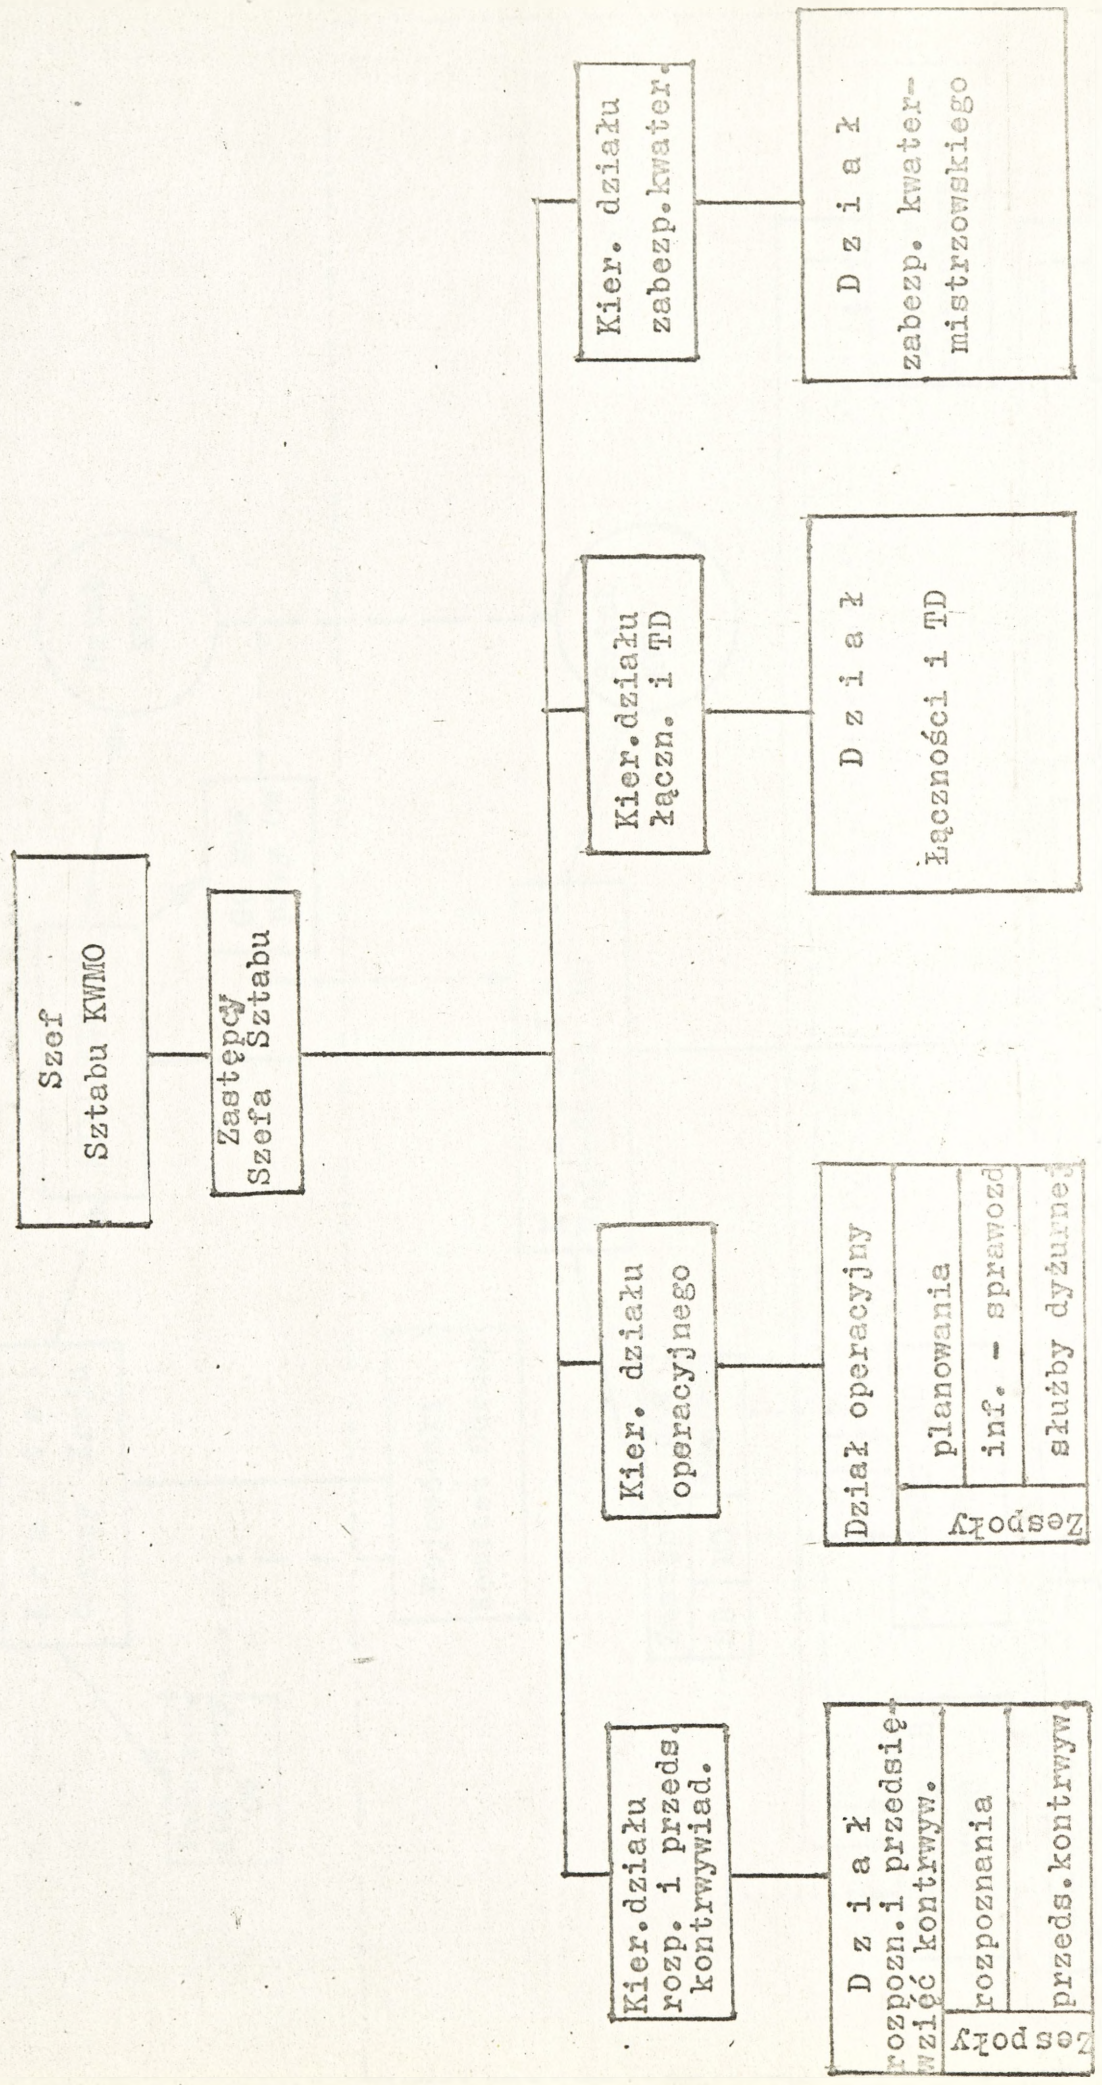 Szef
Sztabu KWMO
Zastępcy
Szefa Sztabu
Kier.działu
rozp. i przeds.
kontrwywiad.
Kier. działu
operacyjnego
Kier.działu
łączn. i TD
Kier. działu
zabezp.kwater.
D z i a ł
rozpozn.i przedsię-
wzięć kontrwyw.
Zespoły
rozpoznania
przeds.kontrwyw
Dział operacyjny
Zespoły
planowania
inf. - sprawozd
służby dyżurnej
D z i a ł
Łączności i TD
D z i a ł
zabezp. kwater-
mistrzowskiego